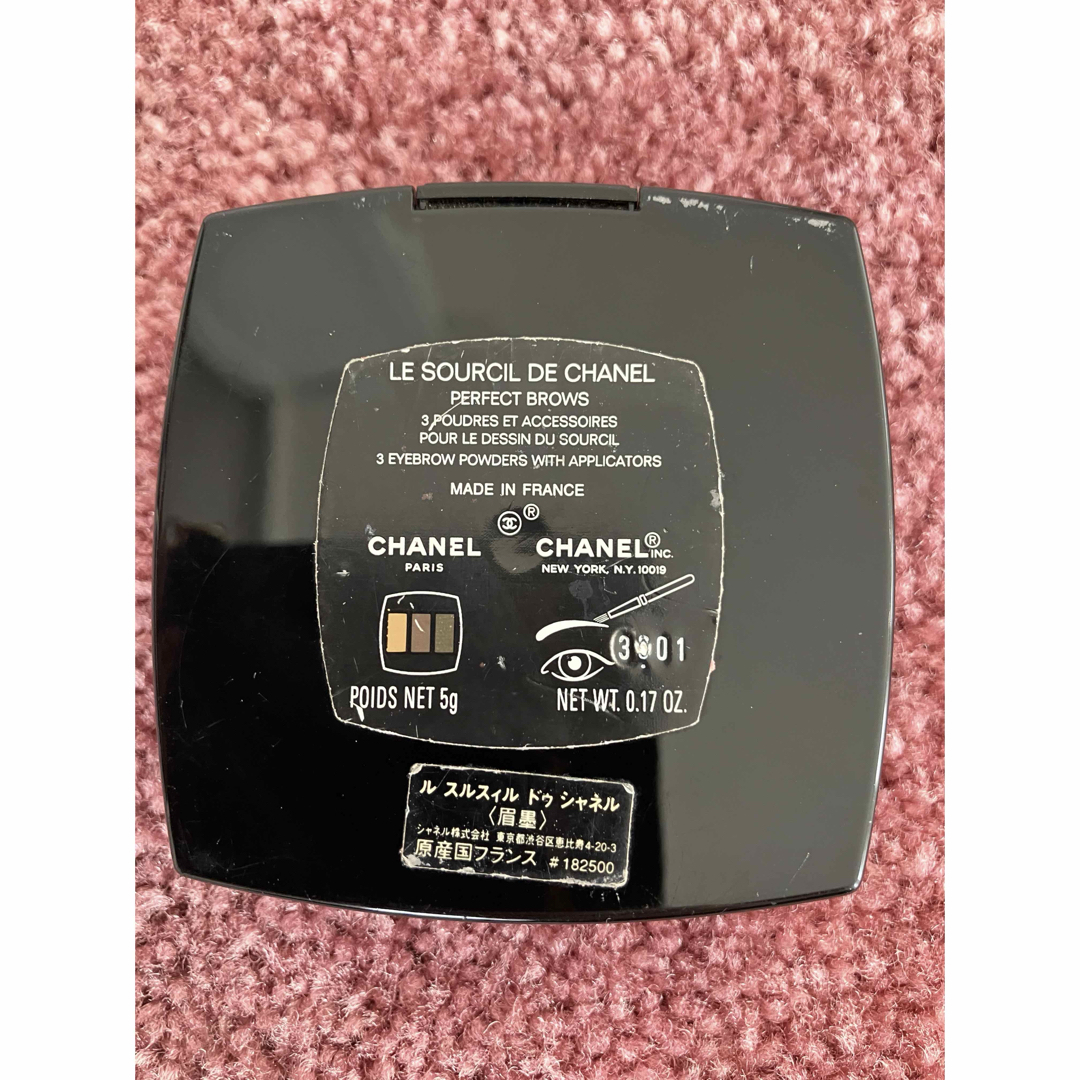 LE SOURCIL DE CHANEL
PERFECT BROWS
3 POUDRES ET ACCESSOIRES
POUR LE DESSIN DU SOURCIL
3 EYEBROW POWDERS WITH APPLICATORS
MADE IN FRANCE
®
CHANEL CHANEL® INC.
PARIS NEW YORK, N.Y. 10019
POIDS NET 5g NET WT. 0.17 OZ.
ル スルスィル ドゥ シャネル
〈眉墨〉
シャネル株式会社 東京都渋谷区恵比寿4-20-3
原産国フランス #182500